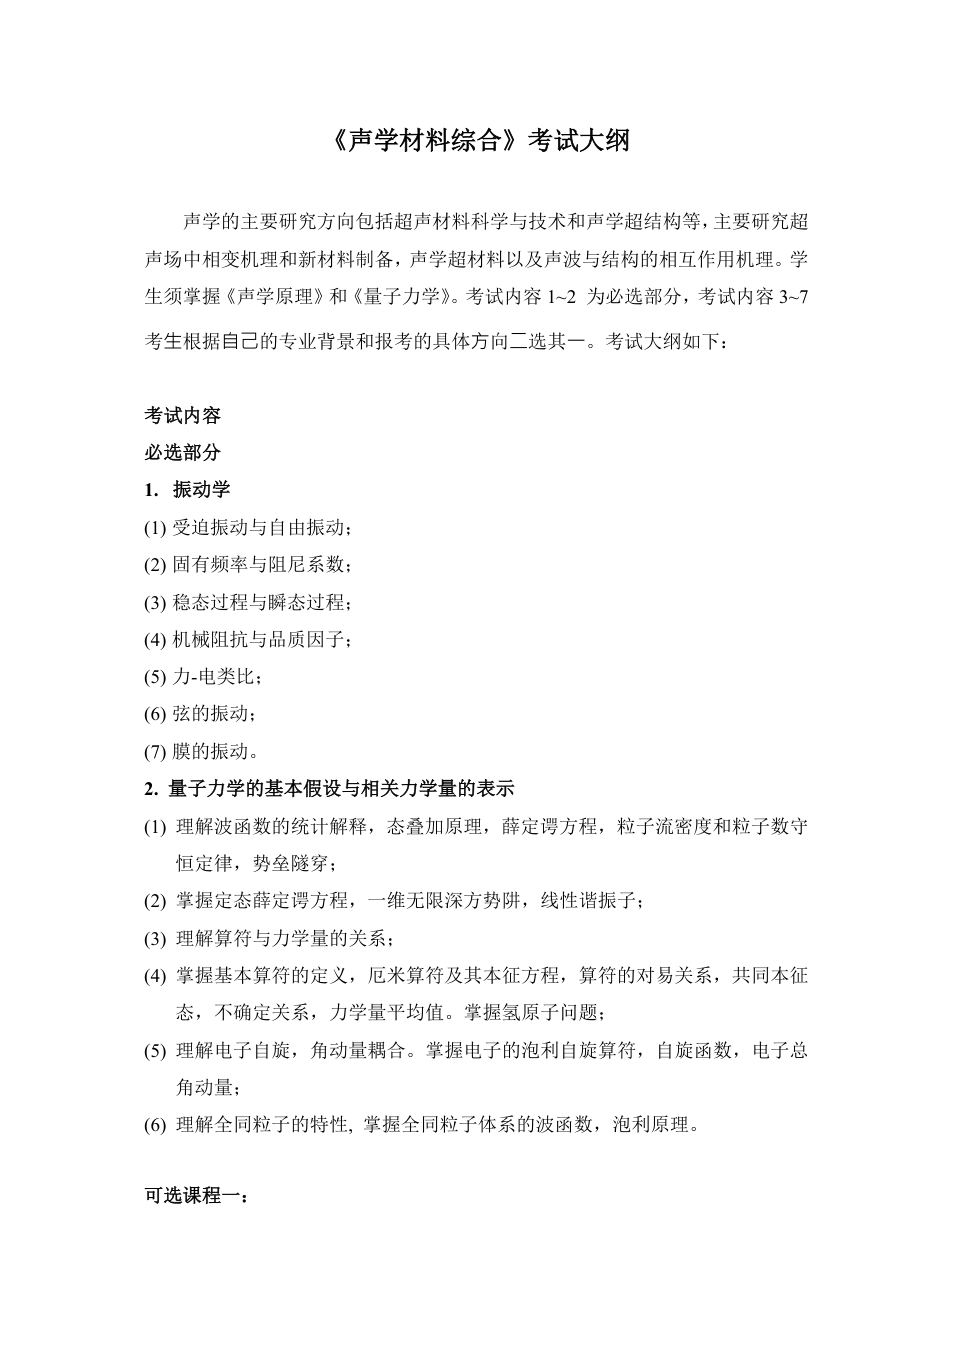 《声学材料综合》考试大纲
声学的主要研究方向包括超声材料科学与技术和声学超结构等，主要研究超
声场中相变机理和新材料制备，声学超材料以及声波与结构的相互作用机理。学
生须掌握《声学原理》和《量子力学》。考试内容 1~2 为必选部分，考试内容 3~7
考生根据自己的专业背景和报考的具体方向二选其一。考试大纲如下：
考试内容
必选部分
1. 振动学
(1) 受迫振动与自由振动；
(2) 固有频率与阻尼系数；
(3) 稳态过程与瞬态过程；
(4) 机械阻抗与品质因子；
(5) 力-电类比；
(6) 弦的振动；
(7) 膜的振动。
2. 量子力学的基本假设与相关力学量的表示
(1) 理解波函数的统计解释，态叠加原理，薛定谔方程，粒子流密度和粒子数守
恒定律，势垒隧穿；
(2) 掌握定态薛定谔方程，一维无限深方势阱，线性谐振子；
(3) 理解算符与力学量的关系；
(4) 掌握基本算符的定义，厄米算符及其本征方程，算符的对易关系，共同本征
态，不确定关系，力学量平均值。掌握氢原子问题；
(5) 理解电子自旋，角动量耦合。掌握电子的泡利自旋算符，自旋函数，电子总
角动量；
(6) 理解全同粒子的特性, 掌握全同粒子体系的波函数，泡利原理。
可选课程一：